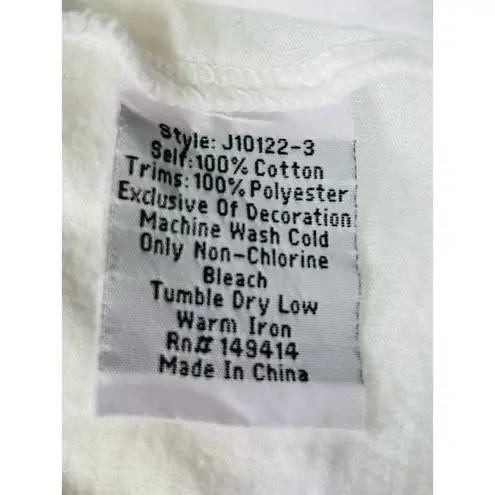 Style: J10122-3
Self:100% Cotton
Trims:100% Polyester
Exclusive Of Decoration
Machine Wash Cold
Only Non-Chlorine
Bleach
Tumble Dry Low
Warm Iron
Rn# 149414
Made In China